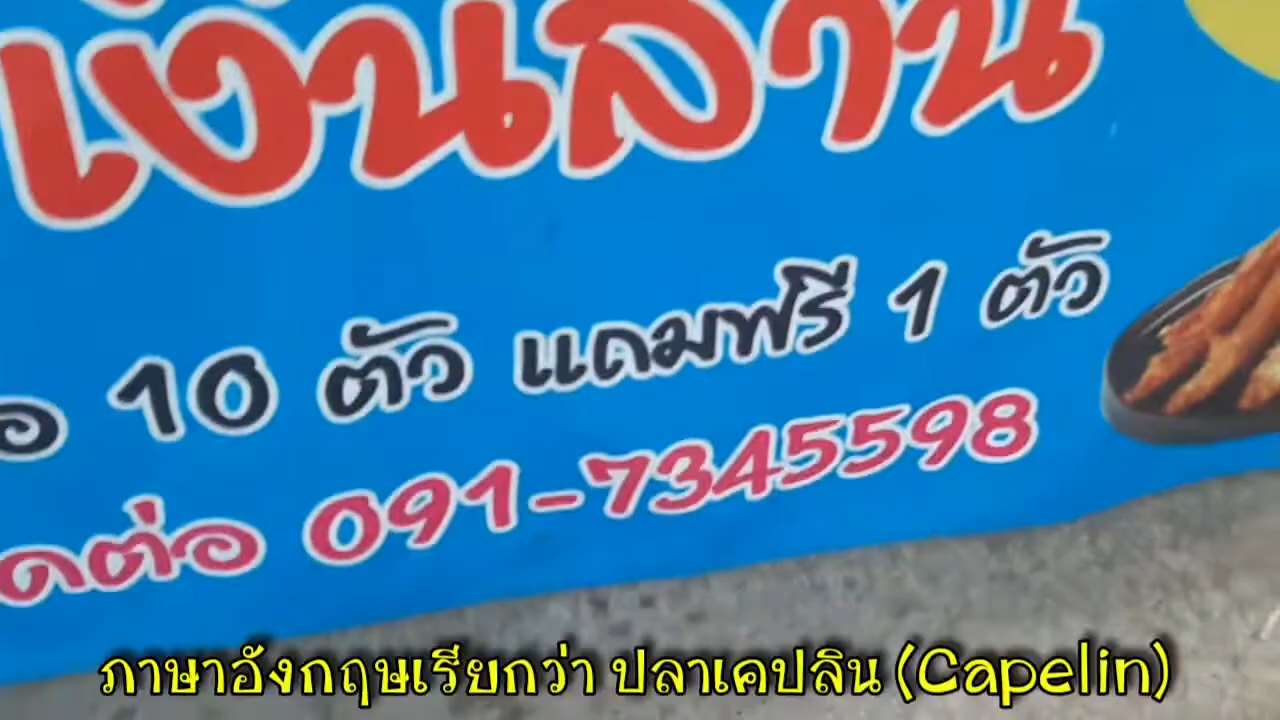 เงินล้าน
10 ตัว แถมฟรี 1 ตัว
ต่อ 091-7345598
ภาษาอังกฤษเรียกว่า ปลาเคปลิน (Capelin)